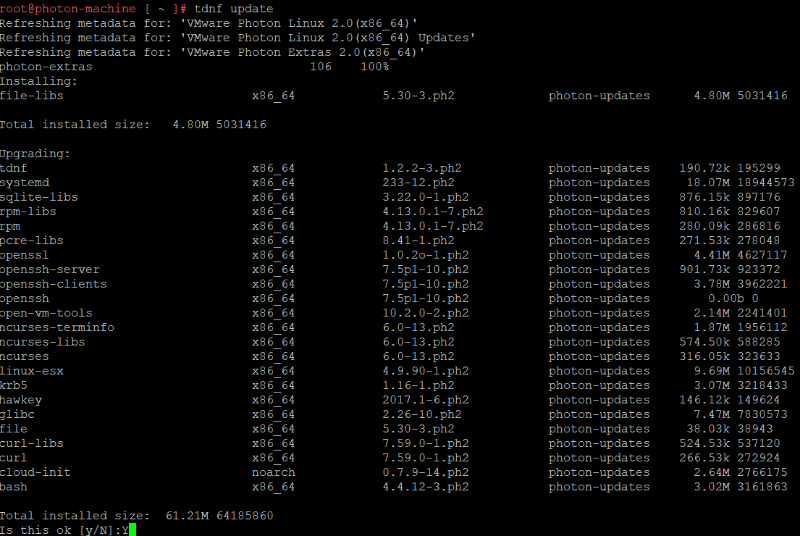 root@photon-machine [ ~ ]# tdnf update
Refreshing metadata for: 'VMware Photon Linux 2.0(x86_64)'
Refreshing metadata for: 'VMware Photon Linux 2.0(x86_64) Updates'
Refreshing metadata for: 'VMware Photon Extras 2.0(x86_64)'
photon-extras 106 100%
Installing:
file-libs x86_64 5.30-3.ph2 photon-updates 4.80M 5031416
Total installed size: 4.80M 5031416
Upgrading:
tdnf x86_64 1.2.2-3.ph2 photon-updates 190.72k 195299
systemd x86_64 233-12.ph2 photon-updates 18.07M 18944573
sqlite-libs x86_64 3.22.0-1.ph2 photon-updates 876.15k 897176
rpm-libs x86_64 4.13.0.1-7.ph2 photon-updates 810.16k 829607
rpm x86_64 4.13.0.1-7.ph2 photon-updates 280.09k 286816
pcre-libs x86_64 8.41-1.ph2 photon-updates 271.53k 278048
openssl x86_64 1.0.2o-1.ph2 photon-updates 4.41M 4627117
openssh-server x86_64 7.5p1-10.ph2 photon-updates 901.73k 923372
openssh-clients x86_64 7.5p1-10.ph2 photon-updates 3.78M 3962221
openssh x86_64 7.5p1-10.ph2 photon-updates 0.00b 0
open-vm-tools x86_64 10.2.0-2.ph2 photon-updates 2.14M 2241401
ncurses-terminfo x86_64 6.0-13.ph2 photon-updates 1.87M 1956112
ncurses-libs x86_64 6.0-13.ph2 photon-updates 574.50k 588285
ncurses x86_64 6.0-13.ph2 photon-updates 316.05k 323633
linux-esx x86_64 4.9.90-1.ph2 photon-updates 9.69M 10156545
krb5 x86_64 1.16-1.ph2 photon-updates 3.07M 3218433
hawkey x86_64 2017.1-6.ph2 photon-updates 146.12k 149624
glibc x86_64 2.26-10.ph2 photon-updates 7.47M 7830573
file x86_64 5.30-3.ph2 photon-updates 38.03k 38943
curl-libs x86_64 7.59.0-1.ph2 photon-updates 524.53k 537120
curl x86_64 7.59.0-1.ph2 photon-updates 266.53k 272924
cloud-init noarch 0.7.9-14.ph2 photon-updates 2.64M 2766175
bash x86_64 4.4.12-3.ph2 photon-updates 3.02M 3161863
Total installed size: 61.21M 64185860
Is this ok [y/N]:Y